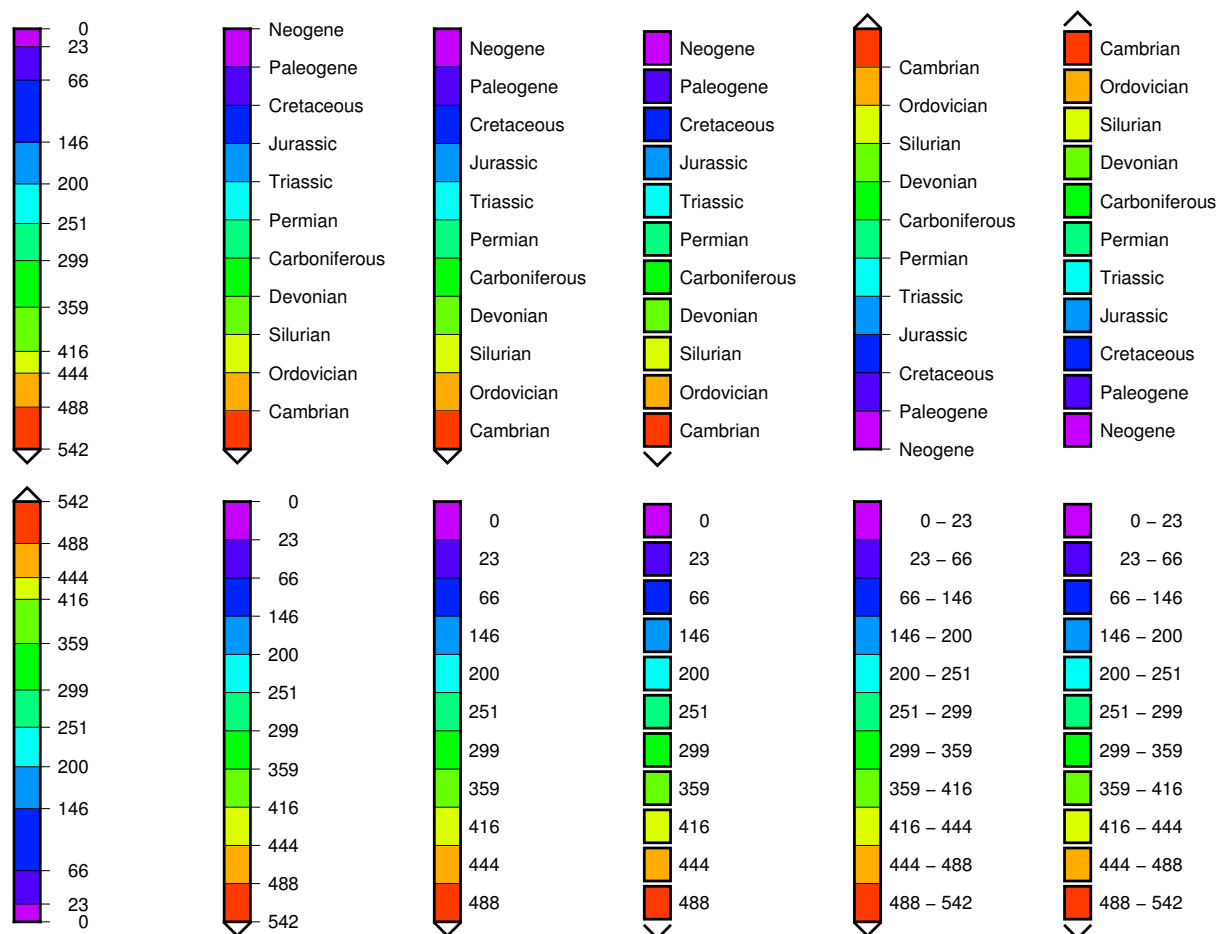 0
23
66
146
200
251
299
359
416
444
488
542
Neogene
Paleogene
Cretaceous
Jurassic
Triassic
Permian
Carboniferous
Devonian
Silurian
Ordovician
Cambrian
Neogene
Paleogene
Cretaceous
Jurassic
Triassic
Permian
Carboniferous
Devonian
Silurian
Ordovician
Cambrian
Neogene
Paleogene
Cretaceous
Jurassic
Triassic
Permian
Carboniferous
Devonian
Silurian
Ordovician
Cambrian
Cambrian
Ordovician
Silurian
Devonian
Carboniferous
Permian
Triassic
Jurassic
Cretaceous
Paleogene
Neogene
Cambrian
Ordovician
Silurian
Devonian
Carboniferous
Permian
Triassic
Jurassic
Cretaceous
Paleogene
Neogene
542
488
444
416
359
299
251
200
146
66
23
0
0
23
66
146
200
251
299
359
416
444
488
542
0
23
66
146
200
251
299
359
416
444
488
0
23
66
146
200
251
299
359
416
444
488
0 − 23
23 − 66
66 − 146
146 − 200
200 − 251
251 − 299
299 − 359
359 − 416
416 − 444
444 − 488
488 − 542
0 − 23
23 − 66
66 − 146
146 − 200
200 − 251
251 − 299
299 − 359
359 − 416
416 − 444
444 − 488
488 − 542